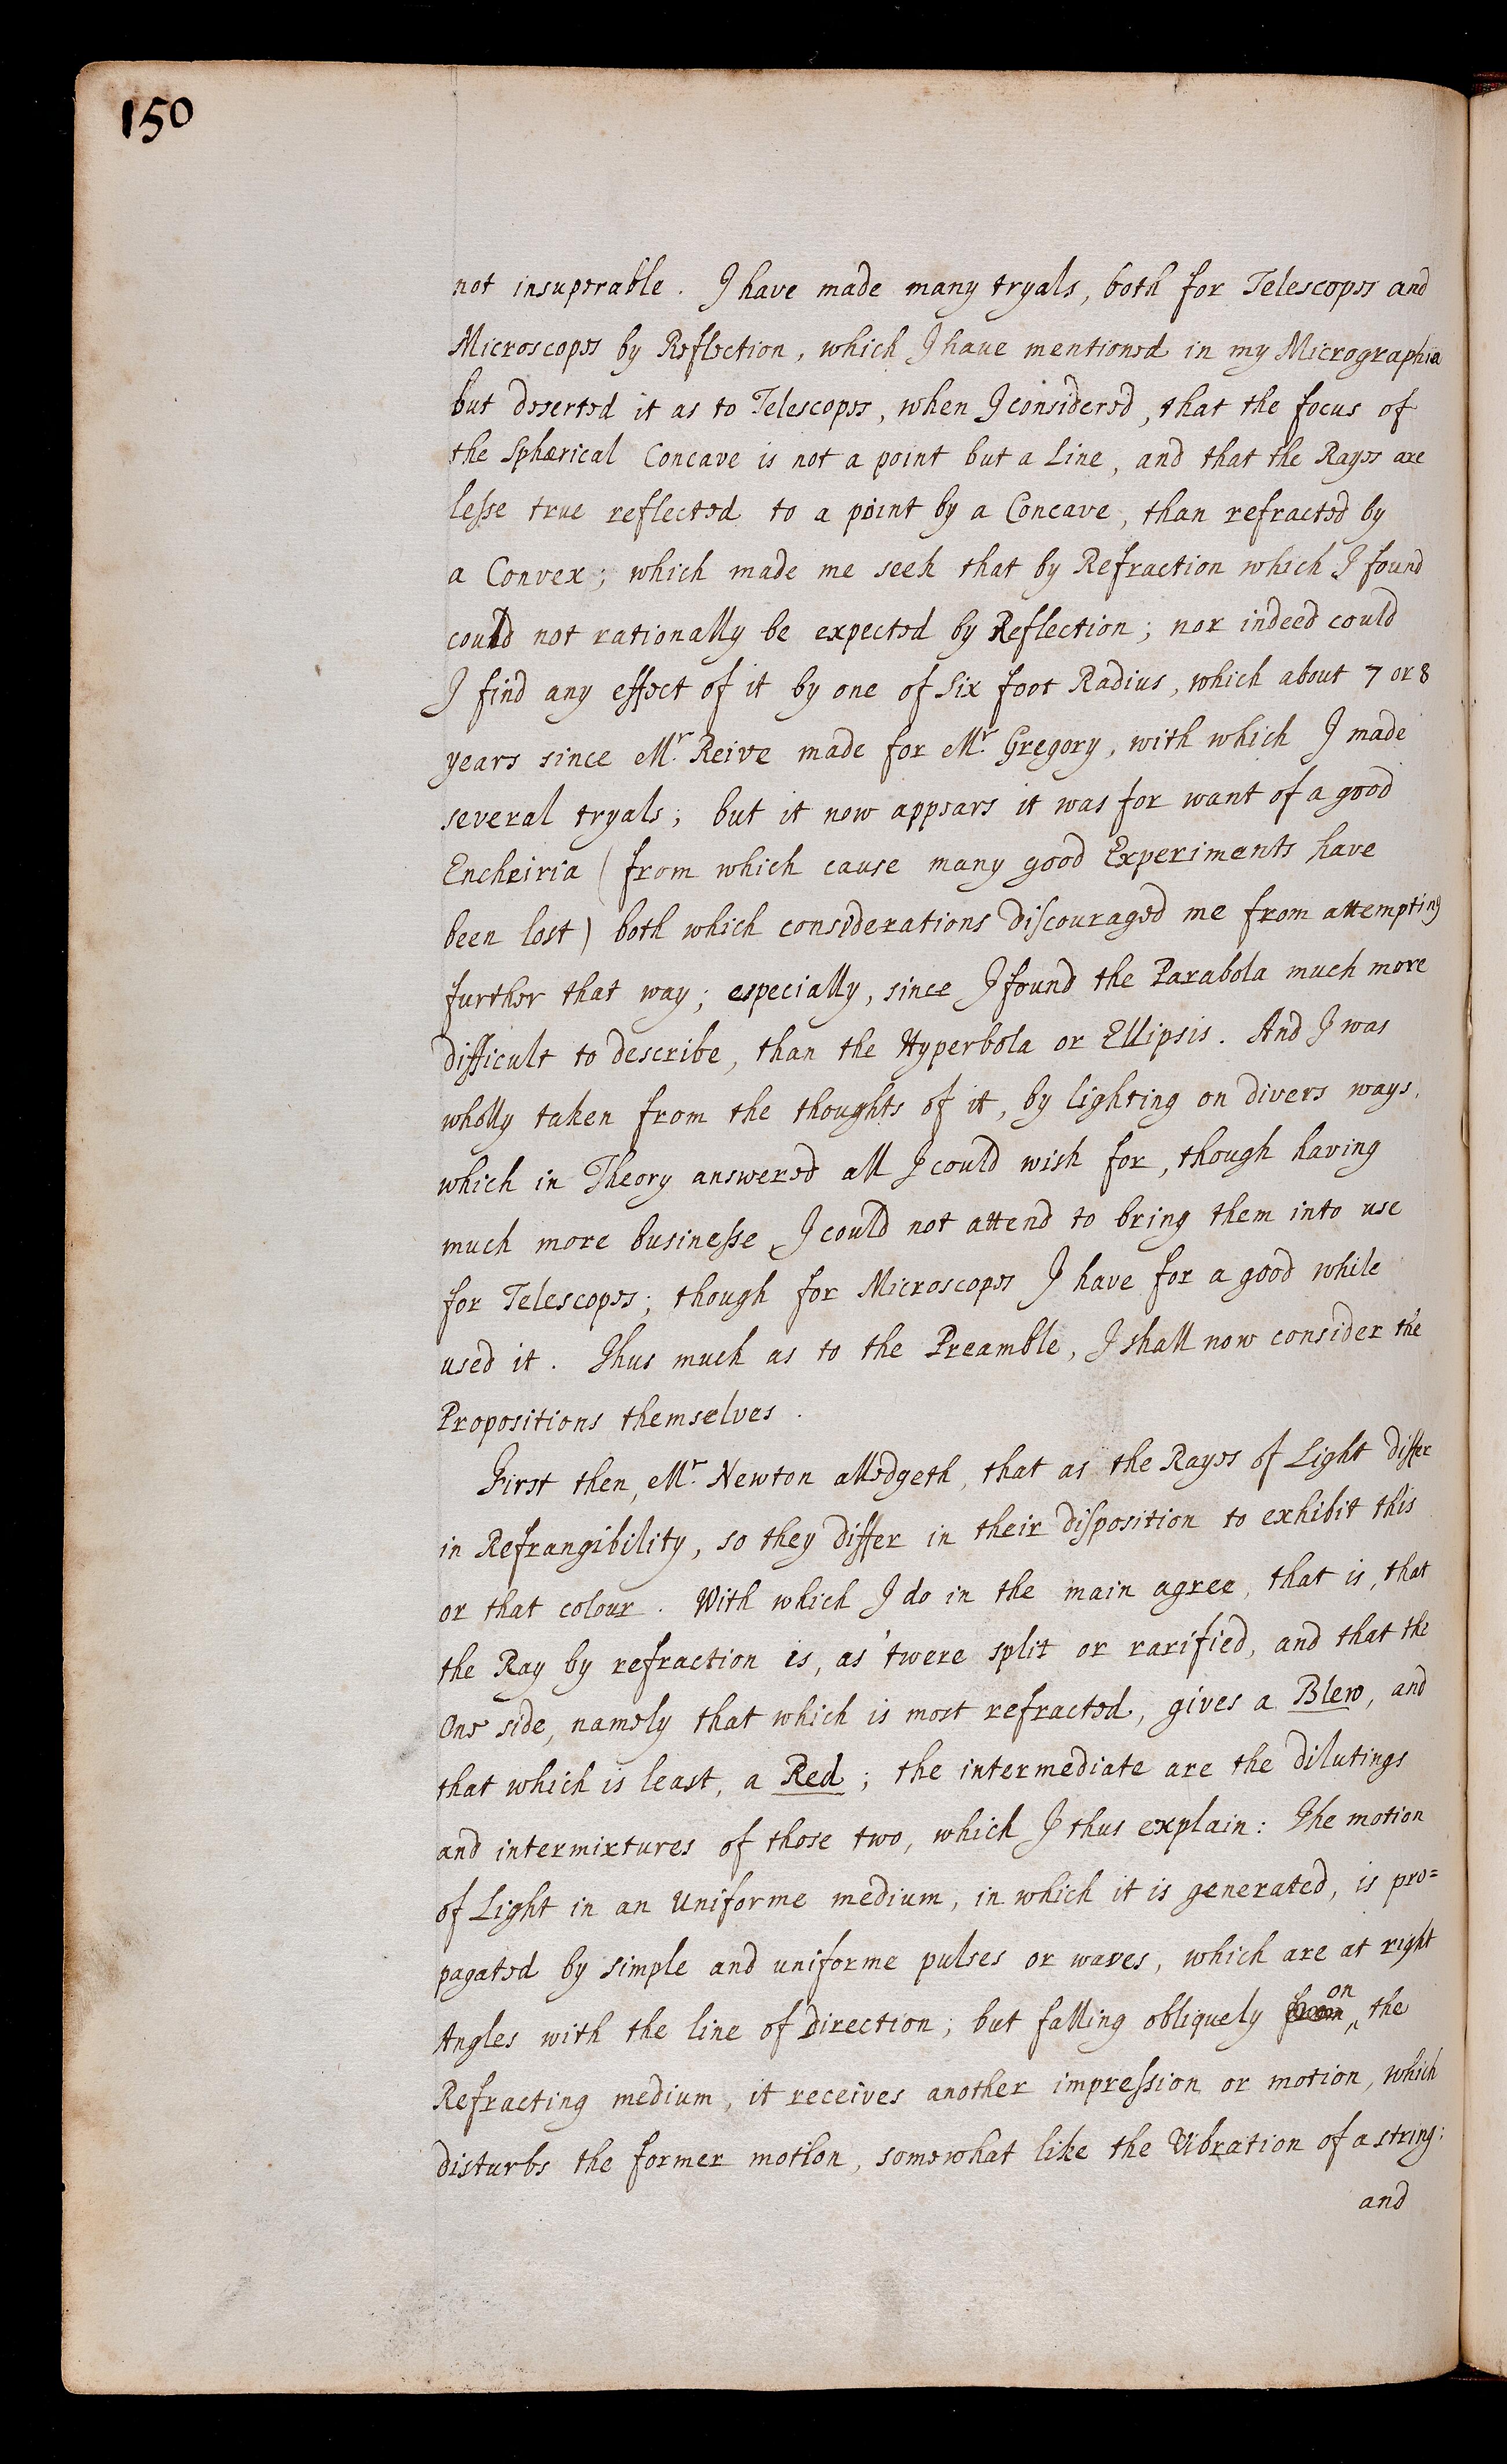 150
not insuperable. I have made many tryals, both for Telescopes and
Microscopes by Reflection, which I have mentioned in my Micrographia
but deserted it as to Telescopes, when I considered, that the focus of
the Sphærical Concave is not a point but a Line, and that the Rayes are
lesse true reflected to a point by a Concave, than refracted by
a Convex; which made me seek that by Refraction which I found
could not rationally be expected by Reflection; nor indeed could
I find any effect of it by one of Six foot Radius, which about 7 or 8
years since Mr. Reive made for Mr. Gregory, with which I made
several tryals; but it now appears it was for want of a good
Encheiria (from which cause many good Experiments have
been lost) both which considerations discouraged me from attempting
further that way; especially, since I found the Parabola much more
difficult to describe, than the Hyperbola or Ellipsis. And I was
wholly taken from the thoughts of it, by lighting on divers ways,
which in Theory answered all I could wish for, though having
much more businesse, I could not attend to bring them into use
for Telescopes; though for Microscopes I have for a good while
used it. Thus much as to the Preamble, I shall now consider the
Propositions themselves.
First then, Mr. Newton alledgeth, that as the Rayes of Light differ
in Refrangibility, so they differ in their disposition to exhibit this
or that colour. With which I do in the main agree, that is, that
the Ray by refraction is, as 'twere split or rarified, and that the
One side, namely that which is most refracted, gives a Blew, and
that which is least, a Red; the intermediate are the dilutings
and intermixtures of those two, which I thus explain: The motion
of Light in an Uniforme medium, in which it is generated, is pro=
pagated by simple and uniforme pulses or waves, which are at right
Angles with the line of direction; but falling obliquely from on the
Refracting medium, it receives another impression or motion, which
disturbs the former motion, somewhat like the Vibration of a string:
and